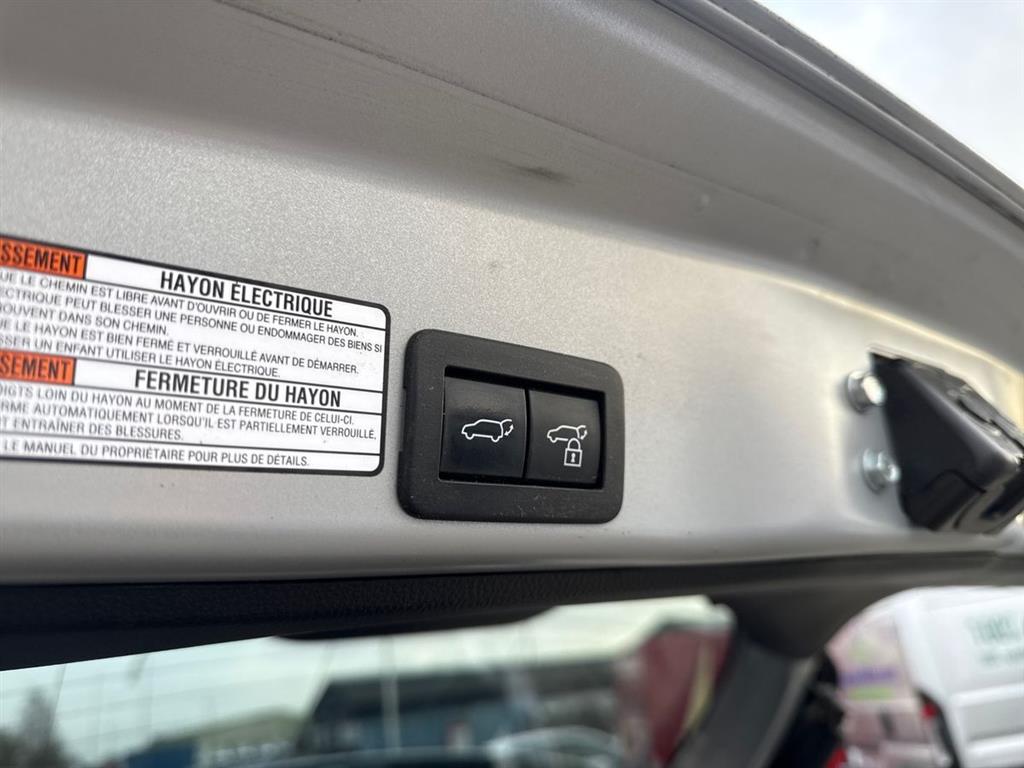 SSEMENT HAYON ÉLECTRIQUE
UE LE CHEMIN EST LIBRE AVANT D'OUVRIR OU DE FERMER LE HAYON.
ECTRIQUE PEUT BLESSER UNE PERSONNE OU ENDOMMAGER DES BIENS SI
ROUVENT DANS SON CHEMIN.
UE LE HAYON EST BIEN FERMÉ ET VERROUILLÉ AVANT DE DÉMARRER.
SSER UN ENFANT UTILISER LE HAYON ÉLECTRIQUE.
SSEMENT FERMETURE DU HAYON
OIGTS LOIN DU HAYON AU MOMENT DE LA FERMETURE DE CELUI-CI.
RME AUTOMATIQUEMENT LORSQU'IL EST PARTIELLEMENT VERROUILLÉ,
T ENTRAÎNER DES BLESSURES.
LE MANUEL DU PROPRIÉTAIRE POUR PLUS DE DÉTAILS.